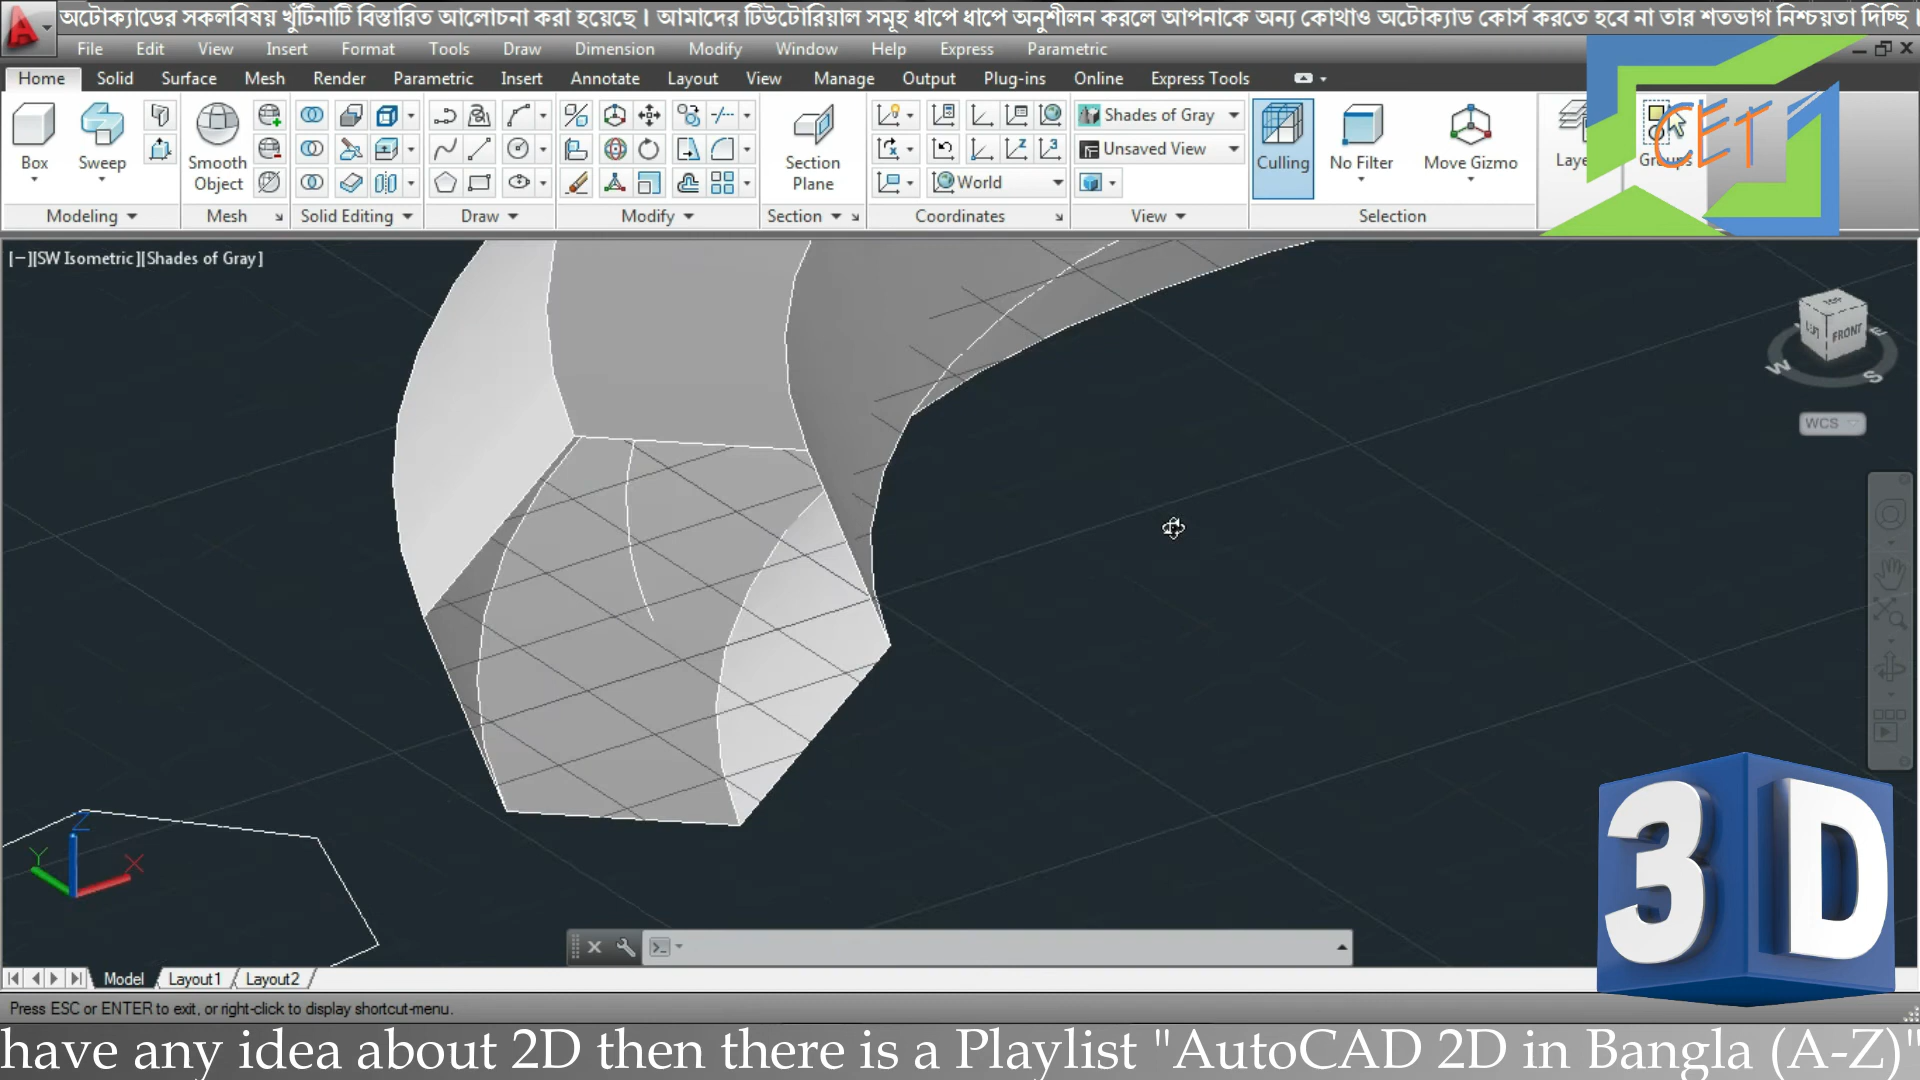 অটোক্যাডের সকলবিষয় খুঁটিনাটি বিস্তারিত আলোচনা করা হয়েছে। আমাদের টিউটোরিয়াল সমূহ ধাপে ধাপে অনুশীলন করলে আপনাকে অন্য কোথাও অটোক্যাড কোর্স করতে হবে না তার শতভাগ নিশ্চয়তা দিচ্ছি।
File Edit View Insert Format Tools Draw Dimension Modify Window Help Express Parametric
Home Solid Surface Mesh Render Parametric Insert Annotate Layout View Manage Output Plug-ins Online Express Tools
Shades of Gray
Unsaved View
World
Box Sweep Smooth Object Section Plane Culling No Filter Move Gizmo Groups
CET
Modeling Mesh Solid Editing Draw Modify Section Coordinates View Selection
[−][SW Isometric][Shades of Gray]
TOP
LEFT FRONT
W S E
WCS
Z
Y X
3D
Model Layout1 Layout2
Press ESC or ENTER to exit, or right-click to display shortcut-menu.
have any idea about 2D then there is a Playlist "AutoCAD 2D in Bangla (A-Z)"